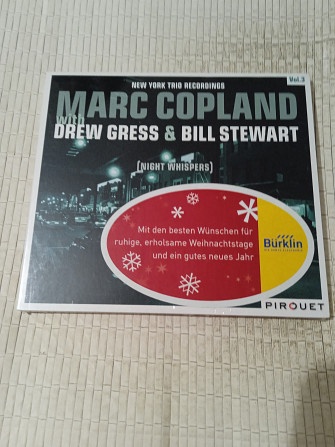 Vol.3
NEW YORK TRIO RECORDINGS
MARC COPLAND
with
DREW GRESS & BILL STEWART
[NIGHT WHISPERS]
Mit den besten Wünschen für
ruhige, erholsame Weihnachtstage
und ein gutes neues Jahr
Bürklin
PIROUET